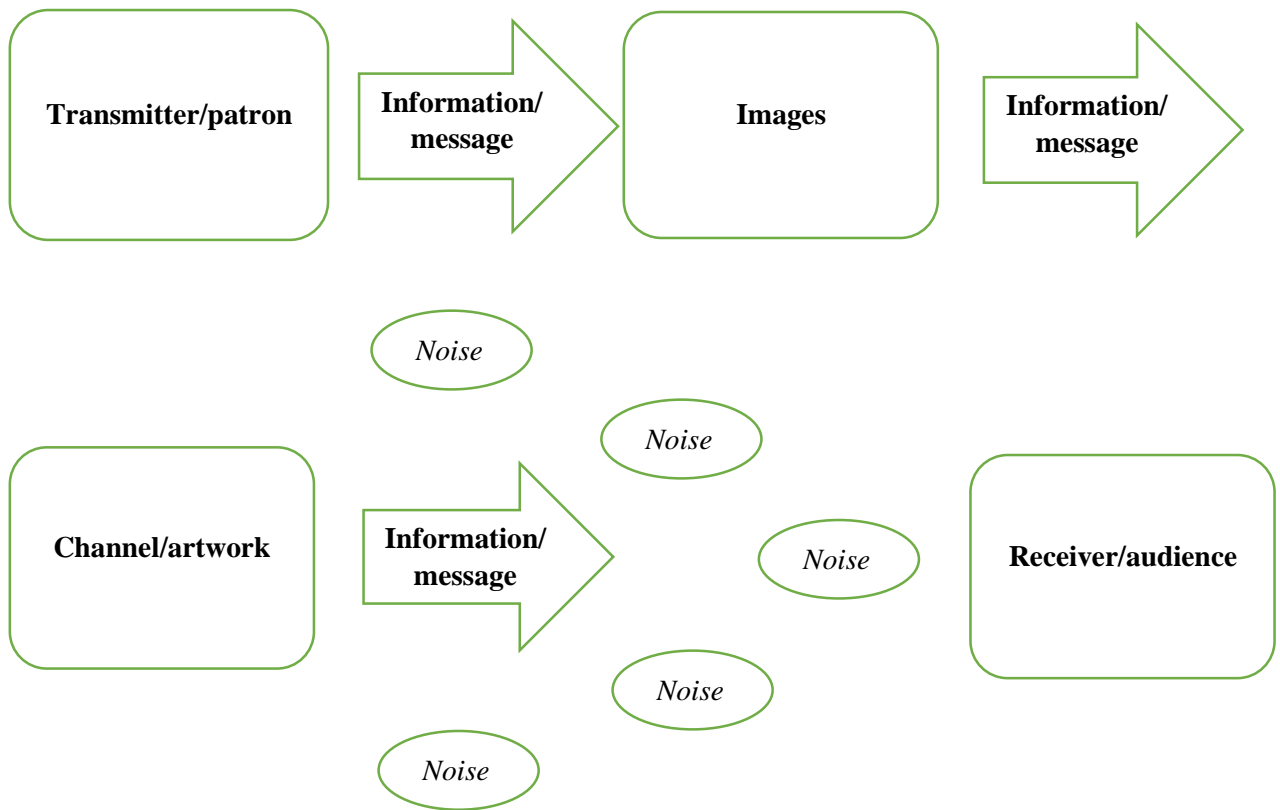 Transmitter/patron
Information/
message
Images
Information/
message
Noise
Noise
Channel/artwork
Information/
message
Noise
Receiver/audience
Noise
Noise